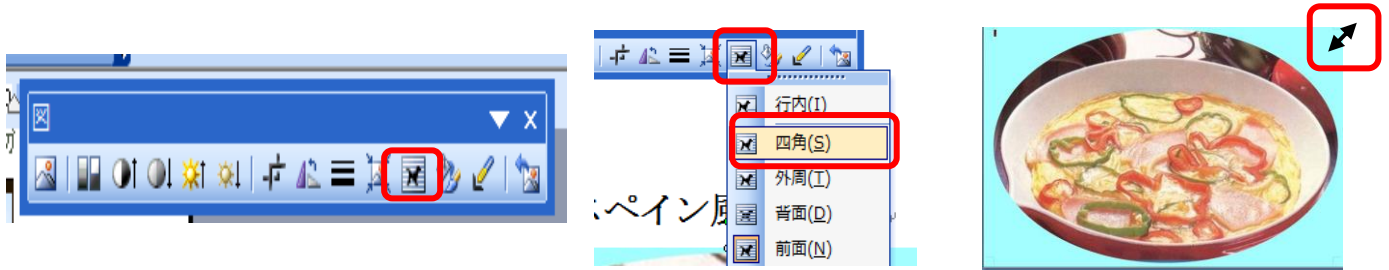 図
行内(I)
四角(S)
外周(T)
背面(D)
前面(N)
スペイン風